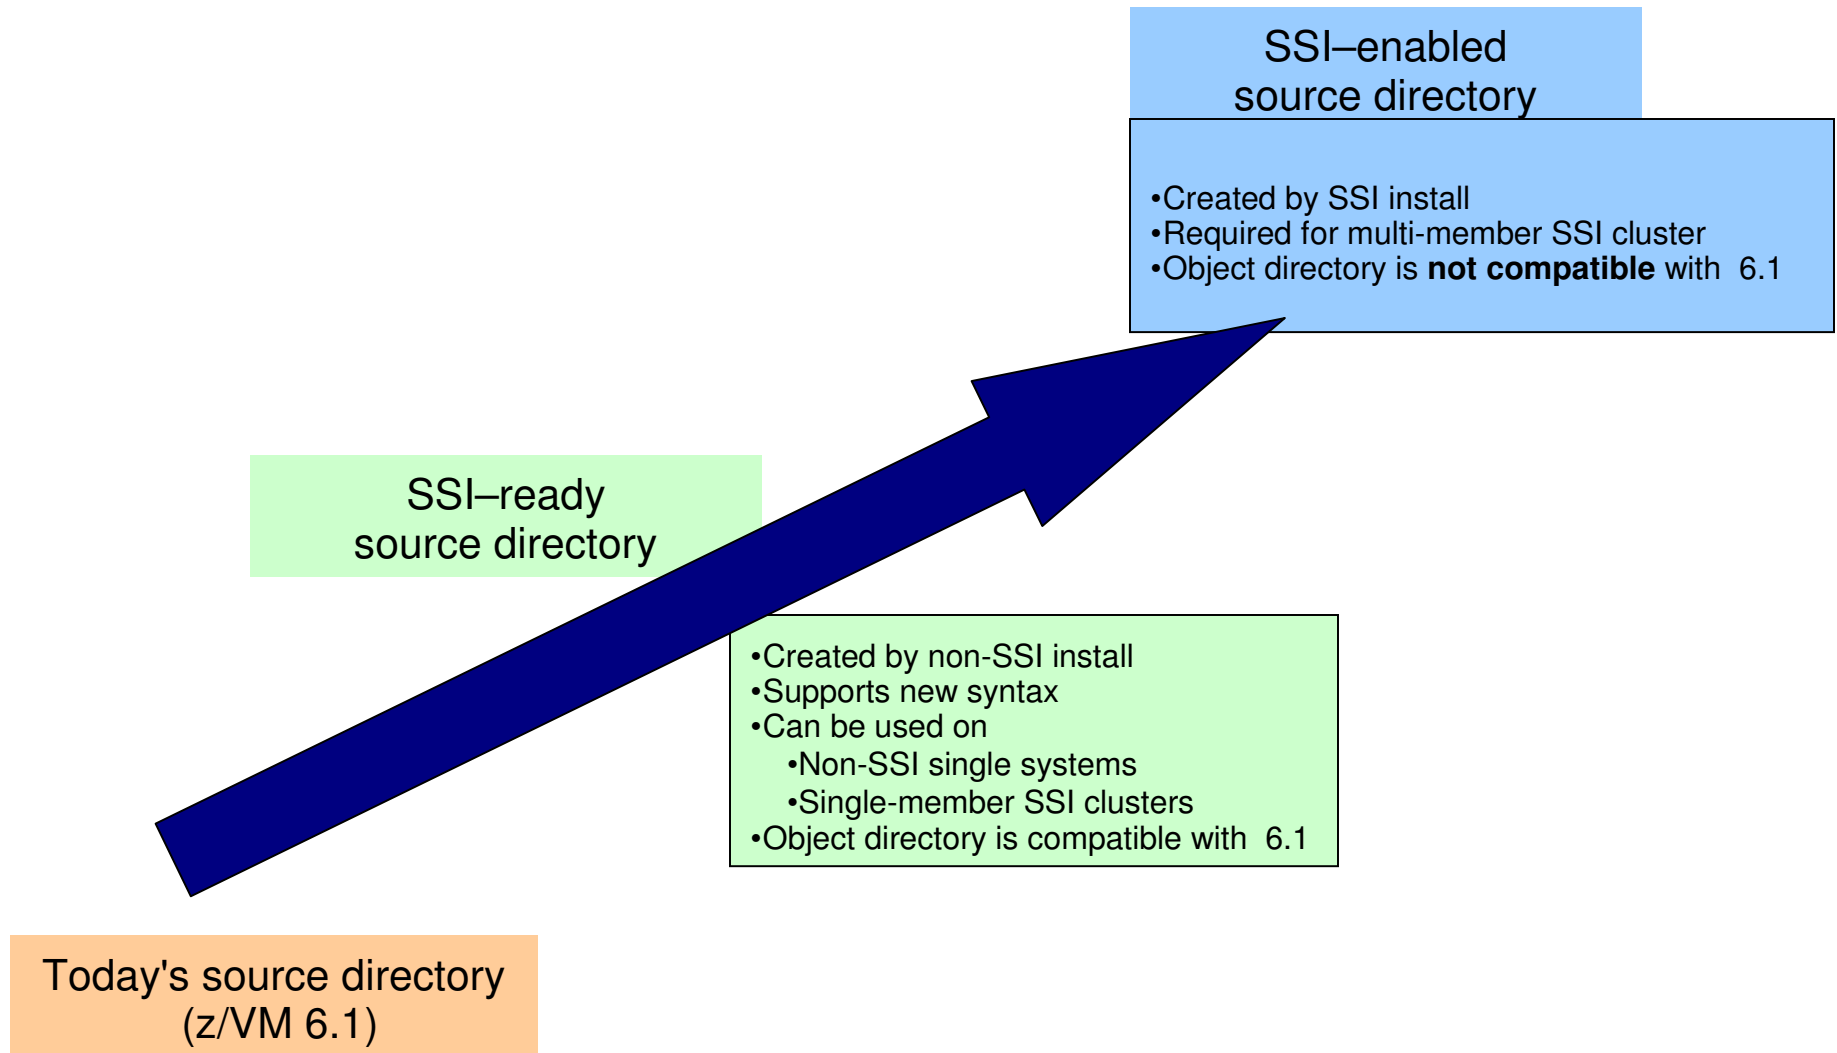 SSI–enabled
source directory
•Created by SSI install
•Required for multi-member SSI cluster
•Object directory is not compatible with  6.1
SSI–ready
source directory
•Created by non-SSI install
•Supports new syntax
•Can be used on
•Non-SSI single systems
•Single-member SSI clusters
•Object directory is compatible with  6.1
Today's source directory
(z/VM 6.1)